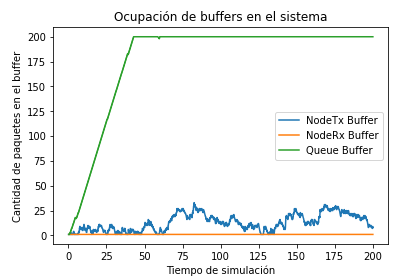 Ocupación de buffers en el sistema
Cantidad de paquetes en el buffer
200
175
150
125
100
75
50
25
0
NodeTx Buffer
NodeRx Buffer
Queue Buffer
0 25 50 75 100 125 150 175 200
Tiempo de simulación